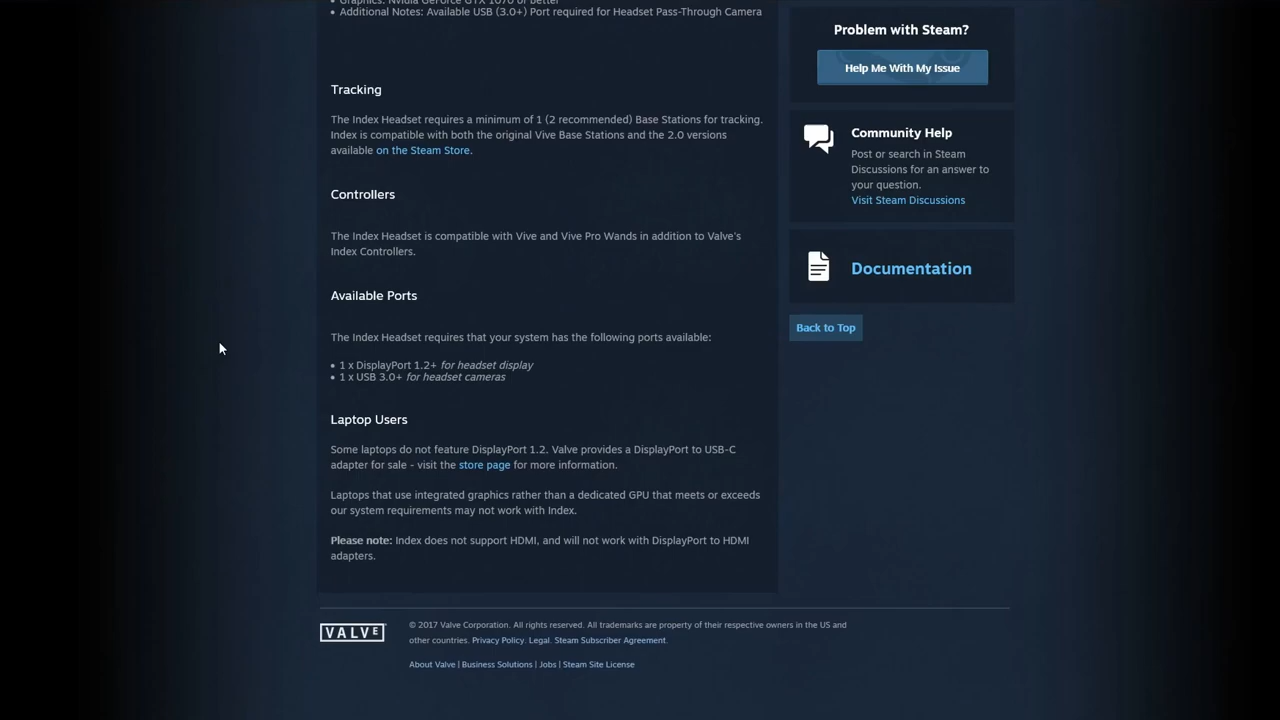 • Graphics: Nvidia GeForce GTX 1070 or better
• Additional Notes: Available USB (3.0+) Port required for Headset Pass-Through Camera
Tracking
The Index Headset requires a minimum of 1 (2 recommended) Base Stations for tracking.
Index is compatible with both the original Vive Base Stations and the 2.0 versions
available on the Steam Store.
Controllers
The Index Headset is compatible with Vive and Vive Pro Wands in addition to Valve's
Index Controllers.
Available Ports
The Index Headset requires that your system has the following ports available:
• 1 x DisplayPort 1.2+ for headset display
• 1 x USB 3.0+ for headset cameras
Laptop Users
Some laptops do not feature DisplayPort 1.2. Valve provides a DisplayPort to USB-C
adapter for sale - visit the store page for more information.
Laptops that use integrated graphics rather than a dedicated GPU that meets or exceeds
our system requirements may not work with Index.
Please note: Index does not support HDMI, and will not work with DisplayPort to HDMI
adapters.
Problem with Steam?
Help Me With My Issue
Community Help
Post or search in Steam
Discussions for an answer to
your question.
Visit Steam Discussions
Documentation
Back to Top
VALVE
© 2017 Valve Corporation. All rights reserved. All trademarks are property of their respective owners in the US and
other countries. Privacy Policy. Legal. Steam Subscriber Agreement.
About Valve | Business Solutions | Jobs | Steam Site License